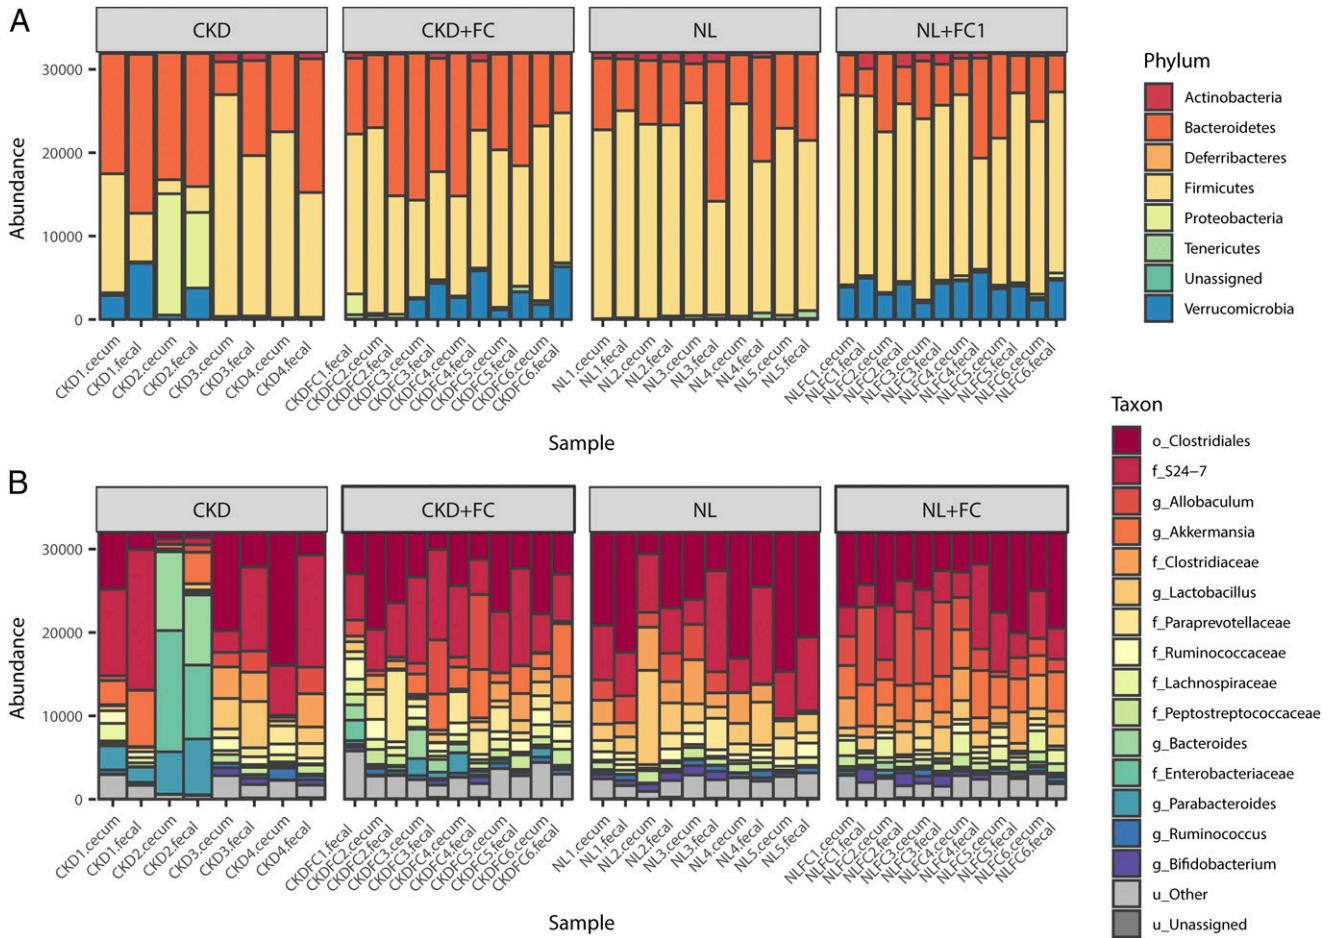 A
CKD
CKD+FC
NL
NL+FC1
Abundance
30000
20000
10000
0
CKD1.cecum
CKD1.fecal
CKD2.cecum
CKD2.fecal
CKD3.cecum
CKD3.fecal
CKD4.cecum
CKD4.fecal
CKDFC1.fecal
CKDFC2.cecum
CKDFC2.fecal
CKDFC3.cecum
CKDFC3.fecal
CKDFC4.cecum
CKDFC4.fecal
CKDFC5.cecum
CKDFC5.fecal
CKDFC6.cecum
CKDFC6.fecal
NL1.cecum
NL1.fecal
NL2.cecum
NL2.fecal
NL3.cecum
NL3.fecal
NL4.cecum
NL4.fecal
NL5.cecum
NL5.fecal
NLFC1.cecum
NLFC1.fecal
NLFC2.cecum
NLFC2.fecal
NLFC3.cecum
NLFC3.fecal
NLFC4.cecum
NLFC4.fecal
NLFC5.cecum
NLFC5.fecal
NLFC6.cecum
NLFC6.fecal
Sample
Phylum
Actinobacteria
Bacteroidetes
Deferribacteres
Firmicutes
Proteobacteria
Tenericutes
Unassigned
Verrucomicrobia
B
CKD
CKD+FC
NL
NL+FC
Abundance
30000
20000
10000
0
CKD1.cecum
CKD1.fecal
CKD2.cecum
CKD2.fecal
CKD3.cecum
CKD3.fecal
CKD4.cecum
CKD4.fecal
CKDFC1.fecal
CKDFC2.cecum
CKDFC2.fecal
CKDFC3.cecum
CKDFC3.fecal
CKDFC4.cecum
CKDFC4.fecal
CKDFC5.cecum
CKDFC5.fecal
CKDFC6.cecum
CKDFC6.fecal
NL1.cecum
NL1.fecal
NL2.cecum
NL2.fecal
NL3.cecum
NL3.fecal
NL4.cecum
NL4.fecal
NL5.cecum
NL5.fecal
NLFC1.cecum
NLFC1.fecal
NLFC2.cecum
NLFC2.fecal
NLFC3.cecum
NLFC3.fecal
NLFC4.cecum
NLFC4.fecal
NLFC5.cecum
NLFC5.fecal
NLFC6.cecum
NLFC6.fecal
Sample
Taxon
o_Clostridiales
f_S24−7
g_Allobaculum
g_Akkermansia
f_Clostridiaceae
g_Lactobacillus
f_Paraprevotellaceae
f_Ruminococcaceae
f_Lachnospiraceae
f_Peptostreptococcaceae
g_Bacteroides
f_Enterobacteriaceae
g_Parabacteroides
g_Ruminococcus
g_Bifidobacterium
u_Other
u_Unassigned